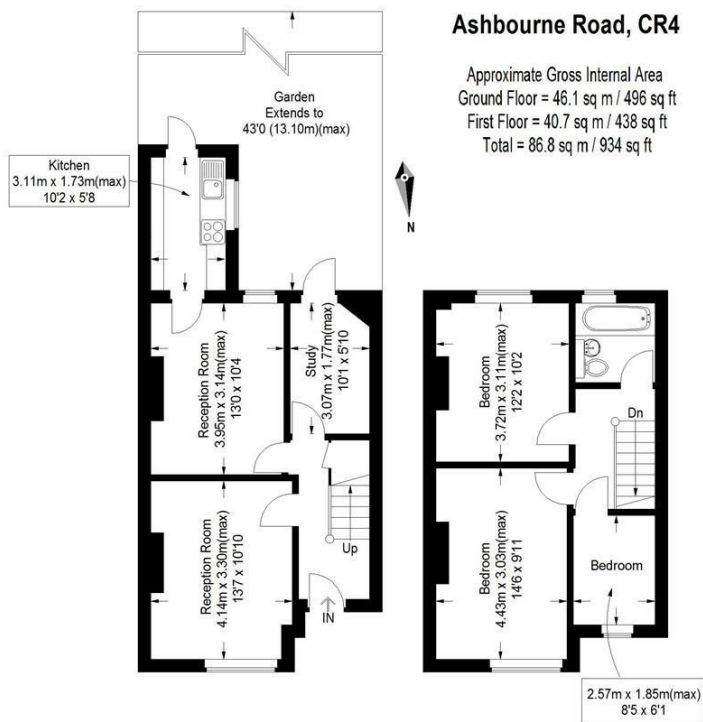 Ashbourne Road, CR4
Approximate Gross Internal Area
Ground Floor = 46.1 sq m / 496 sq ft
First Floor = 40.7 sq m / 438 sq ft
Total = 86.8 sq m / 934 sq ft
Garden
Extends to
43'0 (13.10m)(max)
Kitchen
3.11m x 1.73m(max)
10'2 x 5'8
N
Reception Room
3.95m x 3.14m(max)
13'0 x 10'4
Study
3.07m x 1.77m(max)
10'1 x 5'10
Reception Room
4.14m x 3.30m(max)
13'7 x 10'10
Up
IN
Bedroom
3.72m x 3.11m(max)
12'2 x 10'2
Dn
Bedroom
4.43m x 3.03m(max)
14'6 x 9'11
Bedroom
2.57m x 1.85m(max)
8'5 x 6'1